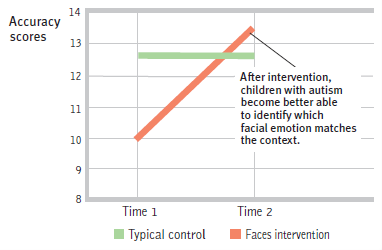 Accuracy
scores
14
13
12
11
10
9
8
After intervention,
children with autism
become better able
to identify which
facial emotion matches
the context.
Time 1
Time 2
Typical control
Faces intervention